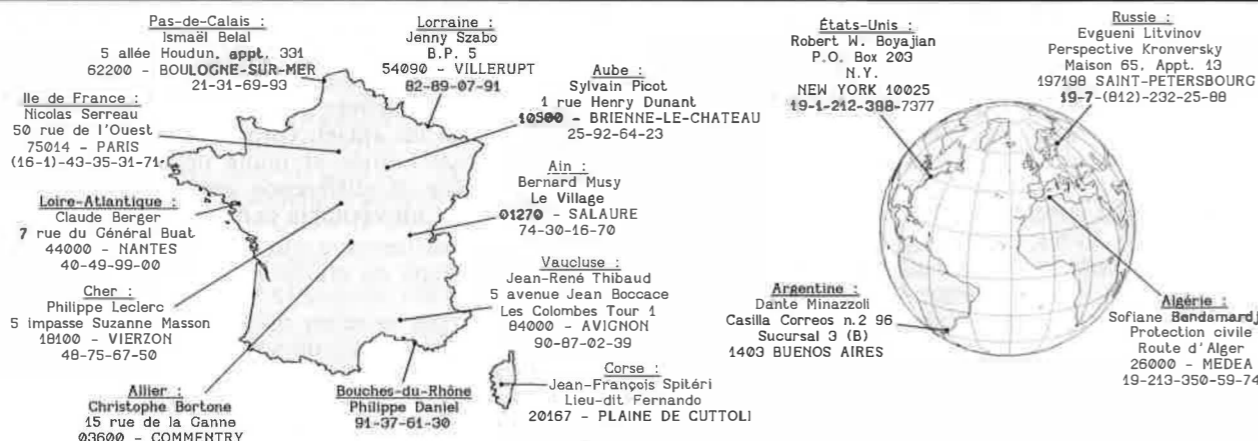 Pas-de-Calais :
Ismaël Belal
5 allée Houdun, appt. 331
62200 - BOULOGNE-SUR-MER
21-31-69-93
Lorraine :
Jenny Szabo
B.P. 5
54090 - VILLERUPT
82-89-07-91
Aube :
Sylvain Picot
1 rue Henry Dunant
10500 - BRIENNE-LE-CHATEAU
25-92-64-23
Ile de France :
Nicolas Serreau
50 rue de l'Ouest
75014 - PARIS
(16-1)-43-35-31-71
Ain :
Bernard Musy
Le Village
01270 - SALAURE
74-30-16-70
Loire-Atlantique :
Claude Berger
7 rue du Général Buat
44000 - NANTES
40-49-99-00
Vaucluse :
Jean-René Thibaud
5 avenue Jean Boccace
Les Colombes Tour 1
84000 - AVIGNON
90-87-02-39
Cher :
Philippe Leclerc
5 impasse Suzanne Masson
18100 - VIERZON
48-75-67-50
Allier :
Christophe Bortone
15 rue de la Ganne
03600 - COMMENTRY
Bouches-du-Rhône
Philippe Daniel
91-37-61-30
Corse :
Jean-François Spitéri
Lieu-dit Fernando
20167 - PLAINE DE CUTTOLI
États-Unis :
Robert W. Boyajian
P.O. Box 203
N.Y.
NEW YORK 10025
19-1-212-398-7377
Russie :
Evgueni Litvinov
Perspective Kronversky
Maison 65. Appt. 13
197198 SAINT-PETERSBOURG
19-7-(812)-232-25-88
Argentine :
Dante Minazzoli
Casilla Correos n.2 96
Sucursal 3 (B)
1403 BUENOS AIRES
Algérie :
Sofiane Bendamardj
Protection civile
Route d'Alger
26000 - MEDEA
19-213-350-59-74